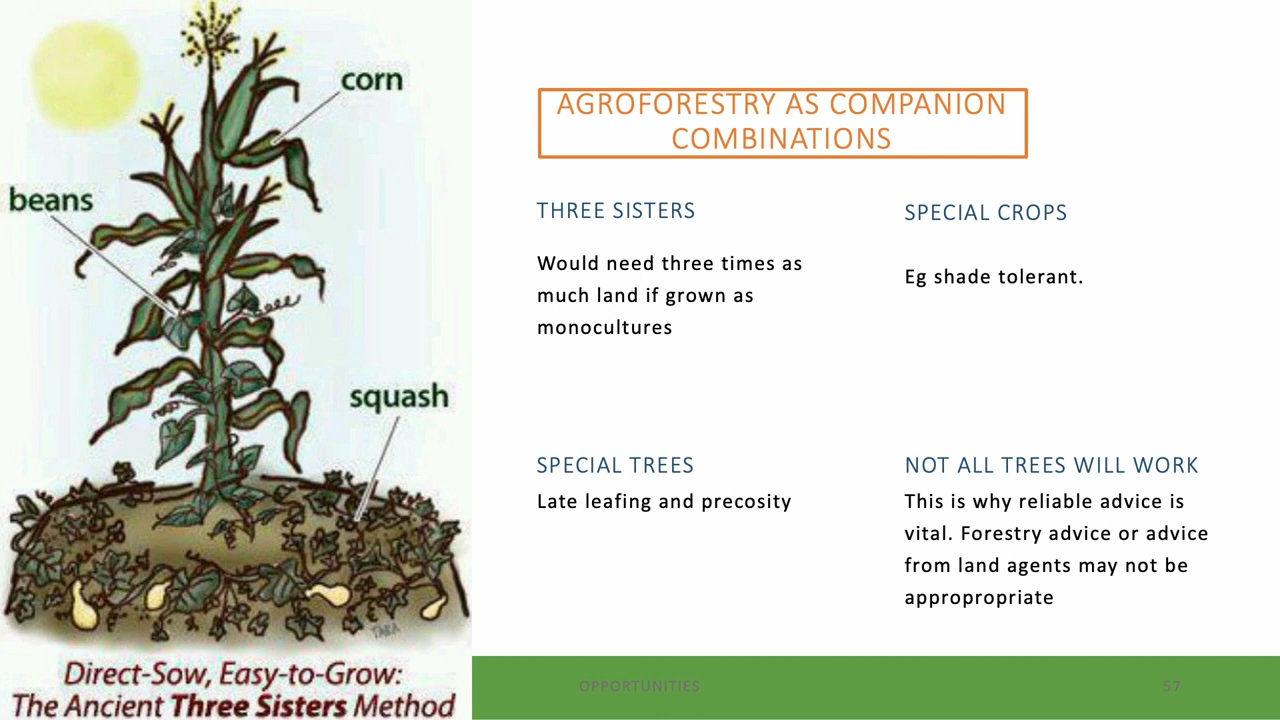 corn
beans
squash
TARA
Direct-Sow, Easy-to-Grow:
The Ancient Three Sisters Method
AGROFORESTRY AS COMPANION
COMBINATIONS
THREE SISTERS
Would need three times as
much land if grown as
monocultures
SPECIAL CROPS
Eg shade tolerant.
SPECIAL TREES
Late leafing and precosity
NOT ALL TREES WILL WORK
This is why reliable advice is
vital. Forestry advice or advice
from land agents may not be
appropropriate
OPPORTUNITIES
57